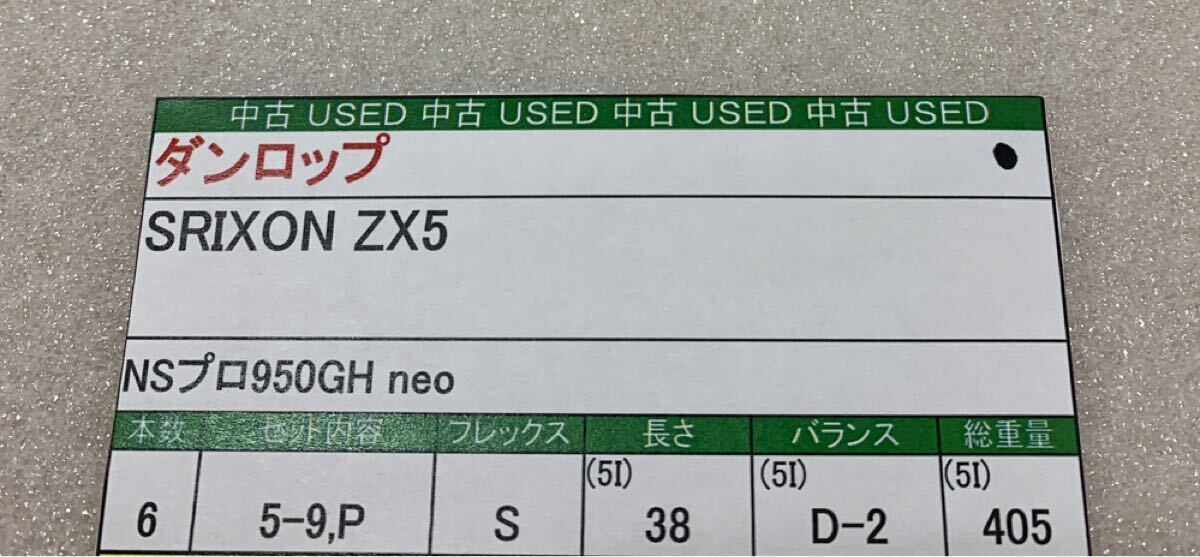 中古 USED 中古 USED 中古 USED 中古 USED
ダンロップ
SRIXON ZX5
NSプロ950GH neo
本数 セット内容 フレックス 長さ バランス 総重量
(5I) (5I) (5I)
6 5-9,P S 38 D-2 405